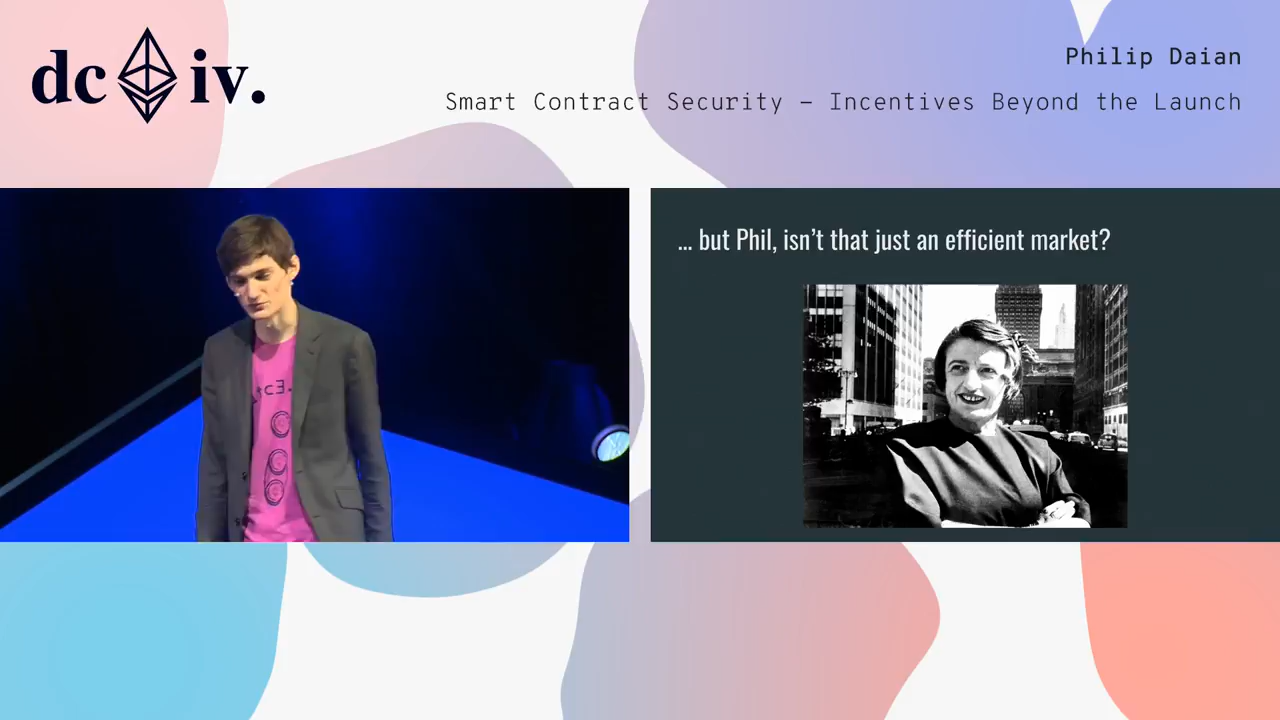 dc iv.
Philip Daian
Smart Contract Security – Incentives Beyond the Launch
... but Phil, isn’t that just an efficient market?